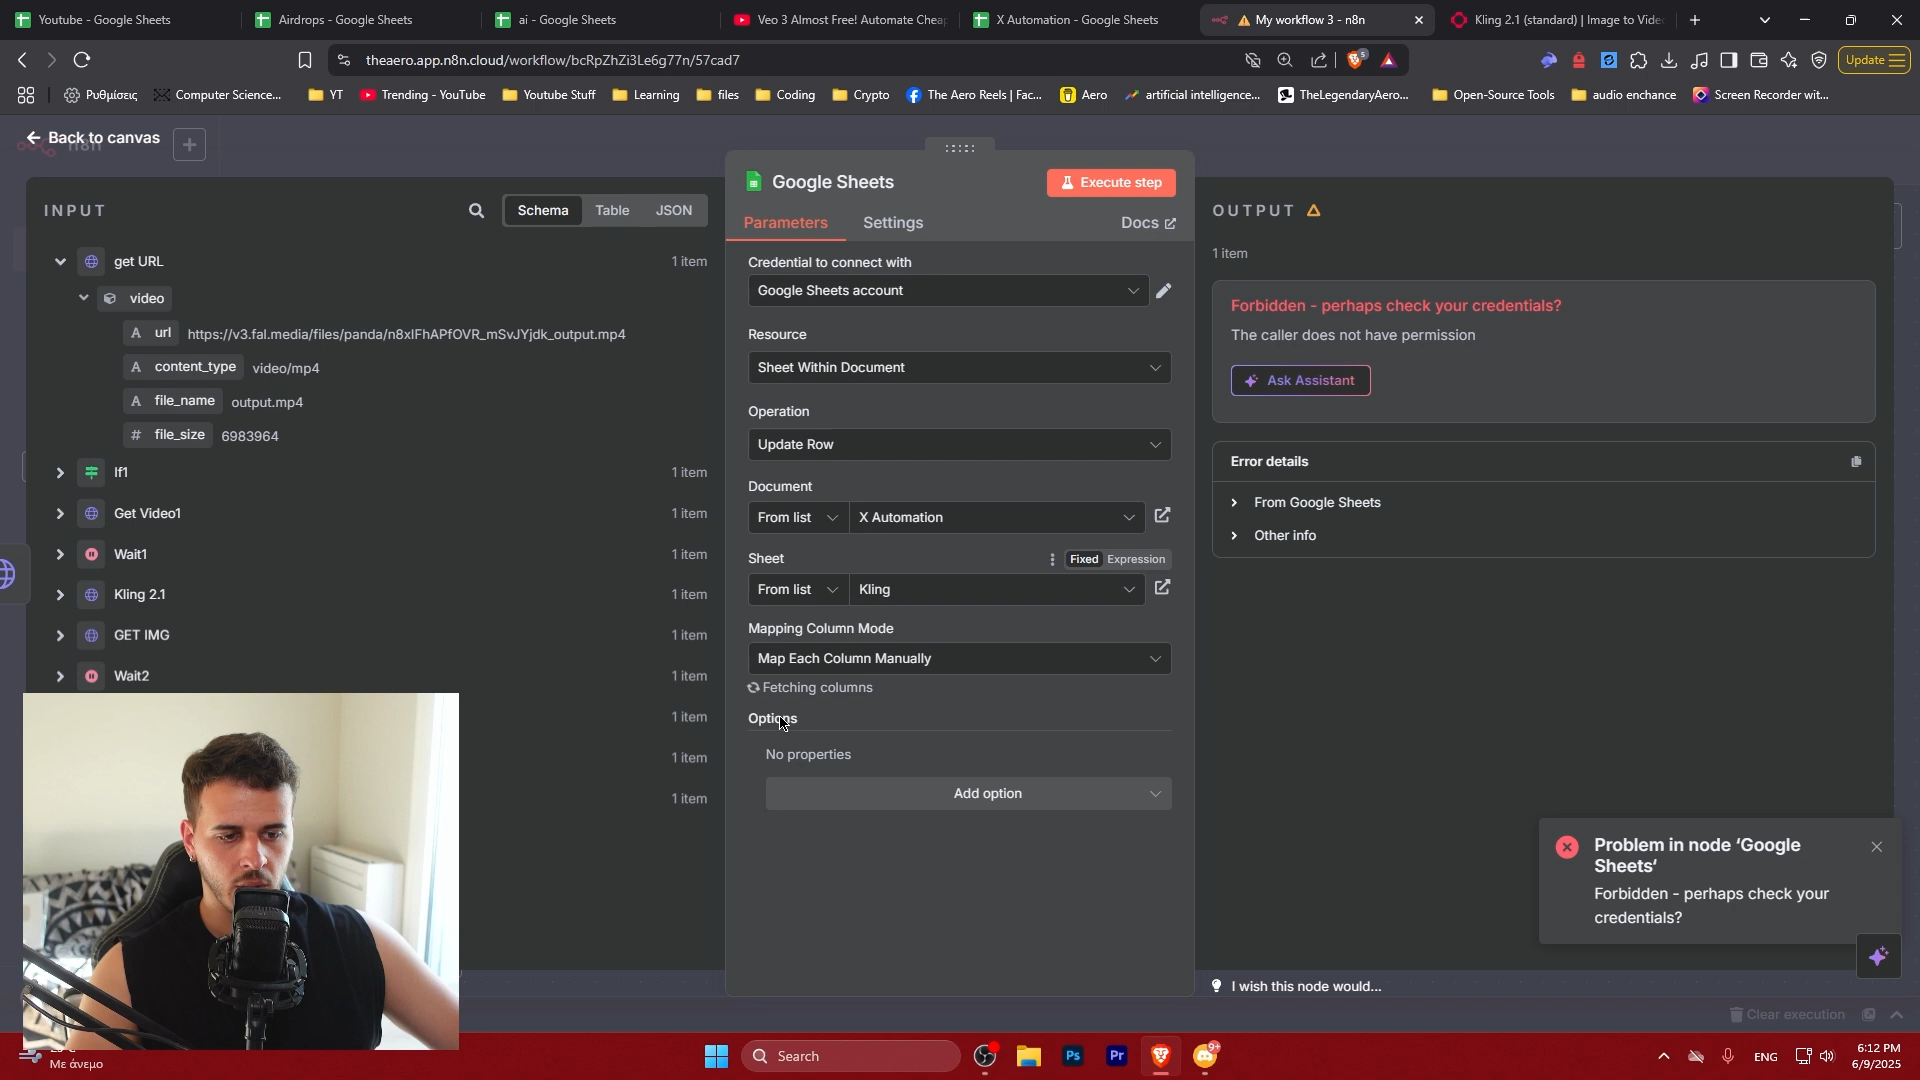 Youtube - Google Sheets
Airdrops - Google Sheets
ai - Google Sheets
Veo 3 Almost Free! Automate Cheap
X Automation - Google Sheets
My workflow 3 - n8n
Kling 2.1 (standard) | Image to Video
theaero.app.n8n.cloud/workflow/bcRpZhZi3Le6g77n/57cad7
5
Update
Ρυθμίσεις
Computer Science...
YT
Trending - YouTube
Youtube Stuff
Learning
files
Coding
Crypto
The Aero Reels | Fac...
Aero
artificial intelligence...
TheLegendaryAero...
Open-Source Tools
audio enchance
Screen Recorder wit...
Back to canvas
n8n
INPUT
Schema
Table
JSON
get URL
1 item
video
A url https://v3.fal.media/files/panda/n8xIFhAPfOVR_mSvJYjdk_output.mp4
A content_type video/mp4
A file_name output.mp4
# file_size 6983964
If1
1 item
Get Video1
1 item
Wait1
1 item
Kling 2.1
1 item
GET IMG
1 item
Wait2
1 item
1 item
1 item
1 item
Google Sheets
Execute step
Parameters
Settings
Docs
Credential to connect with
Google Sheets account
Resource
Sheet Within Document
Operation
Update Row
Document
From list
X Automation
Sheet
Fixed
Expression
From list
Kling
Mapping Column Mode
Map Each Column Manually
Fetching columns
Options
No properties
Add option
OUTPUT
1 item
Forbidden - perhaps check your credentials?
The caller does not have permission
Ask Assistant
Error details
From Google Sheets
Other info
Problem in node ‘Google
Sheets‘
Forbidden - perhaps check your
credentials?
I wish this node would...
Clear execution
Με άνεμο
Search
Ps
Pr
9+
ENG
6:12 PM
6/9/2025